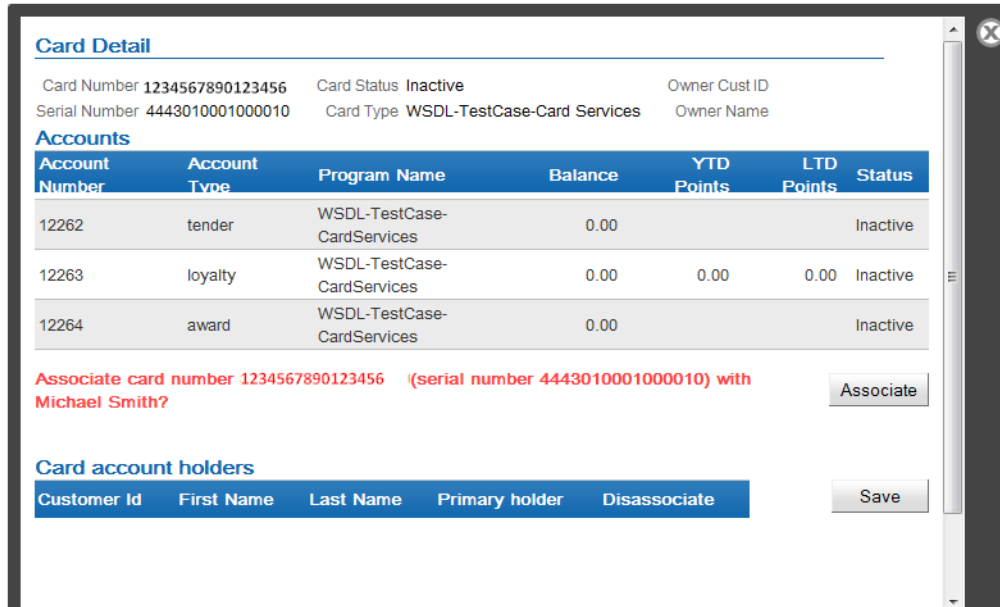 Card Detail
Card Number 1234567890123456 Card Status Inactive Owner Cust ID
Serial Number 4443010001000010 Card Type WSDL-TestCase-Card Services Owner Name
Accounts
Account Number Account Type Program Name Balance YTD Points LTD Points Status
12262 tender WSDL-TestCase-CardServices 0.00 Inactive
12263 loyalty WSDL-TestCase-CardServices 0.00 0.00 0.00 Inactive
12264 award WSDL-TestCase-CardServices 0.00 Inactive
Associate card number 1234567890123456 (serial number 4443010001000010) with
Michael Smith?
Associate
Card account holders
Customer Id First Name Last Name Primary holder Disassociate
Save